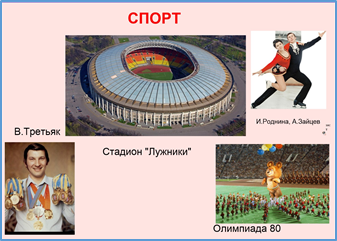 СПОРТ
И.Роднина, А.Зайцев
В.Третьяк
Стадион "Лужники"
Олимпиада 80